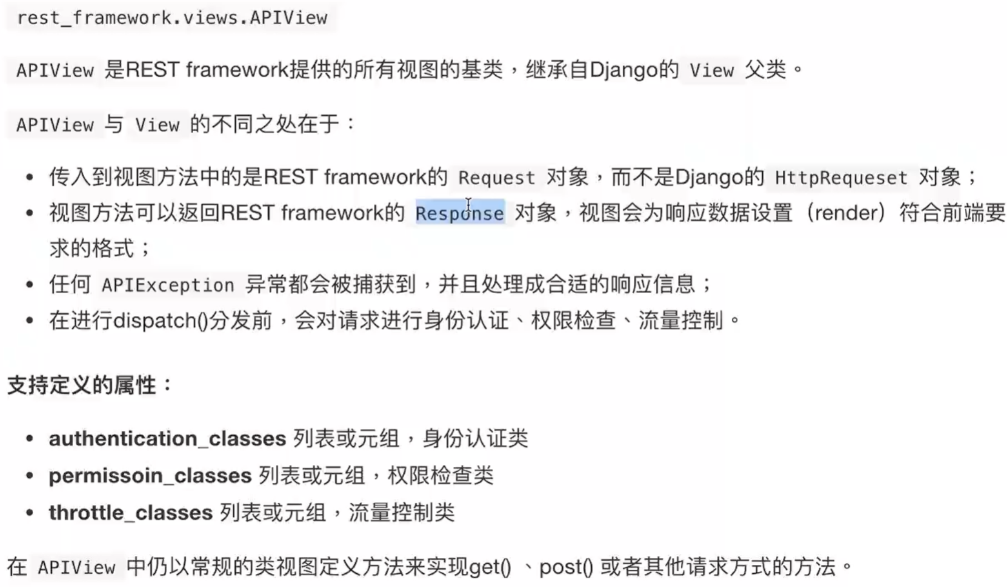 rest_framework.views.APIView
APIView 是REST framework提供的所有视图的基类，继承自Django的 View 父类。
APIView 与 View 的不同之处在于：
• 传入到视图方法中的是REST framework的 Request 对象，而不是Django的 HttpRequeset 对象；
• 视图方法可以返回REST framework的 Response 对象，视图会为响应数据设置（render）符合前端要
求的格式；
• 任何 APIException 异常都会被捕获到，并且处理成合适的响应信息；
• 在进行dispatch()分发前，会对请求进行身份认证、权限检查、流量控制。
支持定义的属性：
• authentication_classes 列表或元组，身份认证类
• permissoin_classes 列表或元组，权限检查类
• throttle_classes 列表或元组，流量控制类
在 APIView 中仍以常规的类视图定义方法来实现get() 、post() 或者其他请求方式的方法。